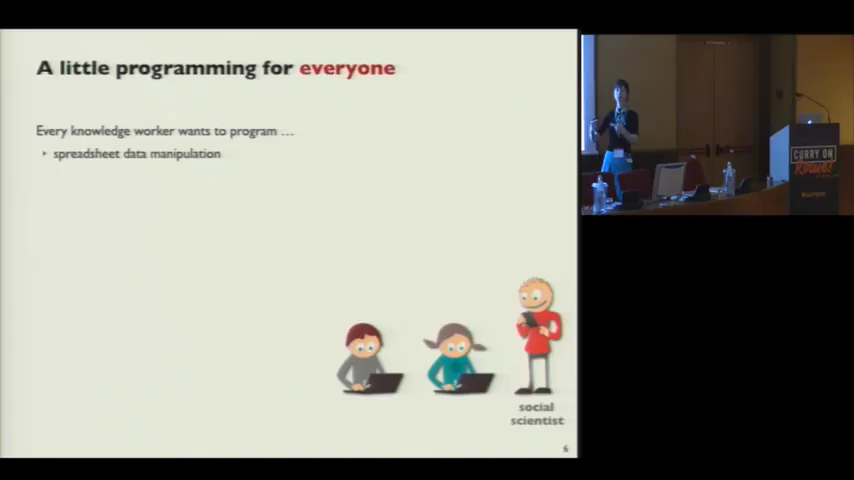 A little programming for everyone
Every knowledge worker wants to program ...
‣ spreadsheet data manipulation
social
scientist
6
CURRY ON
Rome!